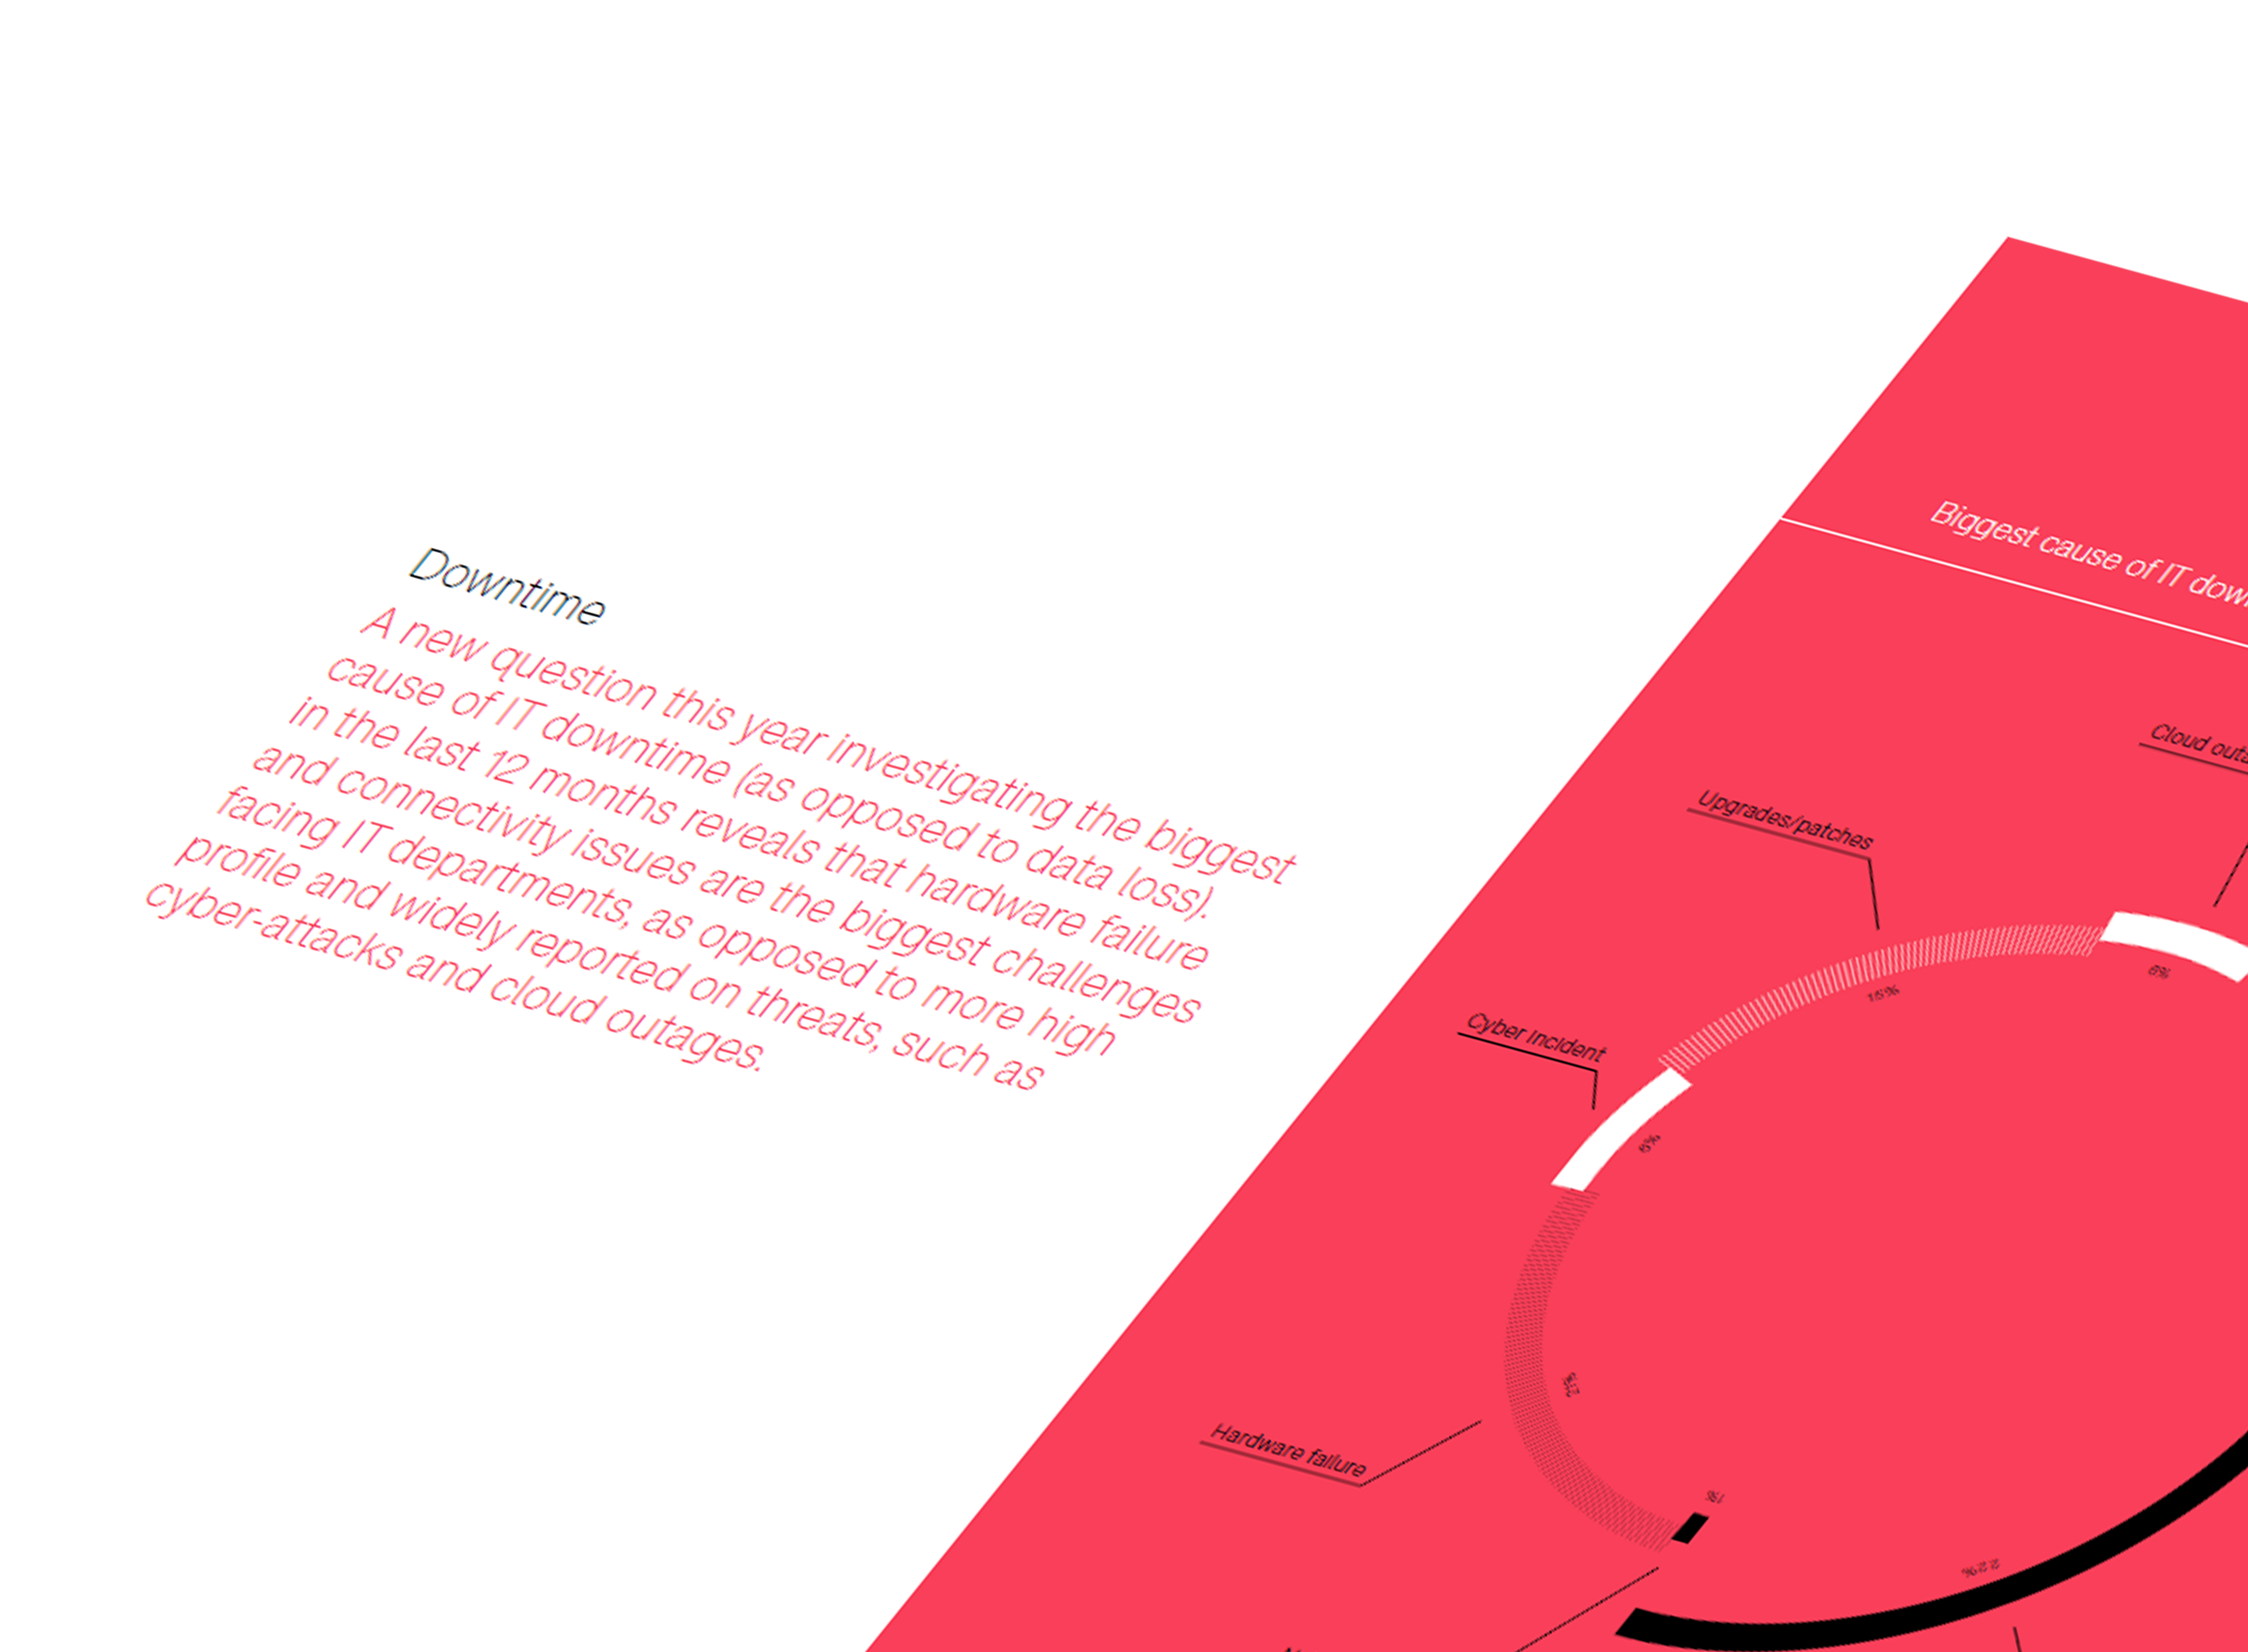 Downtime
A new question this year investigating the biggest
cause of IT downtime (as opposed to data loss).
in the last 12 months reveals that hardware failure
and connectivity issues are the biggest challenges
facing IT departments, as opposed to more high
profile and widely reported on threats, such as
cyber-attacks and cloud outages.
Biggest cause of IT
Cloud
Upgrades/patches
8%
15%
Cyber incident
6%
Hardware failure
1%
22%